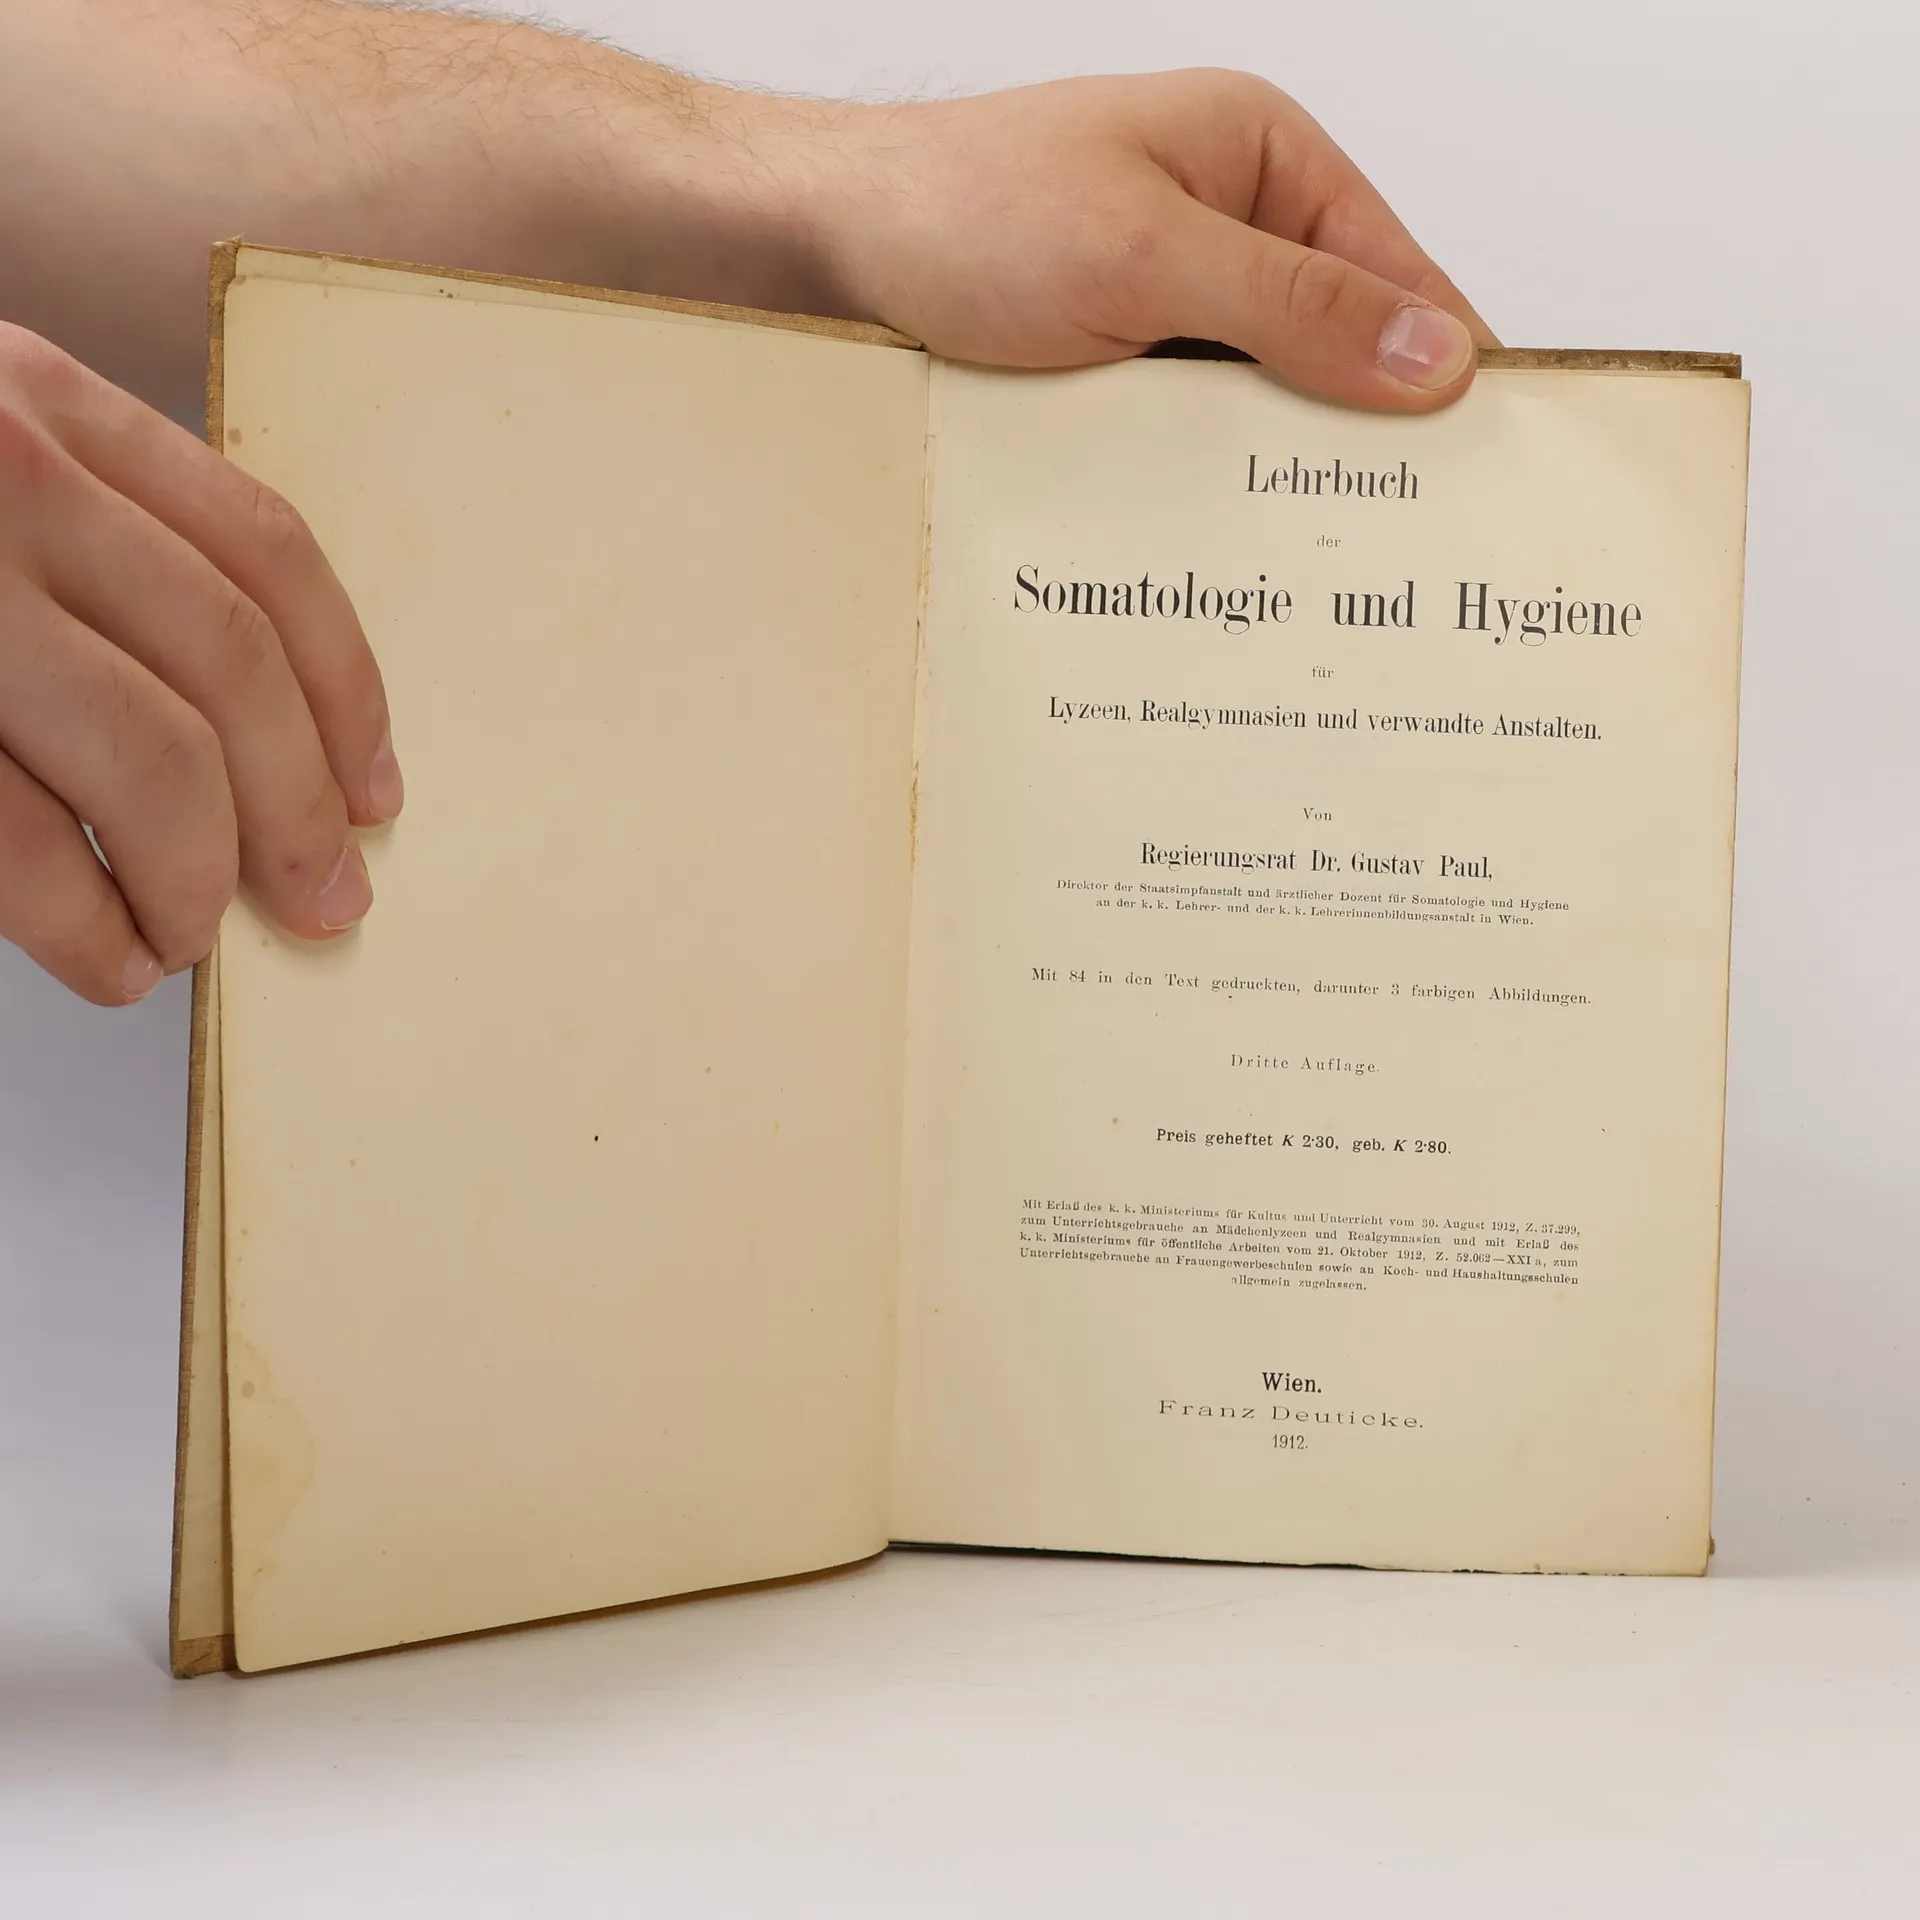 Lehrbuch
der
Somatologie und Hygiene
für
Lyzeen, Realgymnasien und verwandte Anstalten.
Von
Regierungsrat Dr. Gustav Paul,
Direktor der Staatsimpfanstalt und ärztlicher Dozent für Somatologie und Hygiene
an der k. k. Lehrer- und der k. k. Lehrerinnenbildungsanstalt in Wien.
Mit 84 in den Text gedruckten, darunter 3 farbigen Abbildungen.
Dritte Auflage.
Preis geheftet K 2·30, geb. K 2·80.
Mit Erlaß des k. k. Ministeriums für Kultus und Unterricht vom 30. August 1912, Z. 37.299,
zum Unterrichtsgebrauche an Mädchenlyzeen und Realgymnasien und mit Erlaß des
k. k. Ministeriums für öffentliche Arbeiten vom 21. Oktober 1912, Z. 52.062—XXI a, zum
Unterrichtsgebrauche an Frauengewerbeschulen sowie an Koch- und Haushaltungsschulen
allgemein zugelassen.
Wien.
Franz Deuticke.
1912.